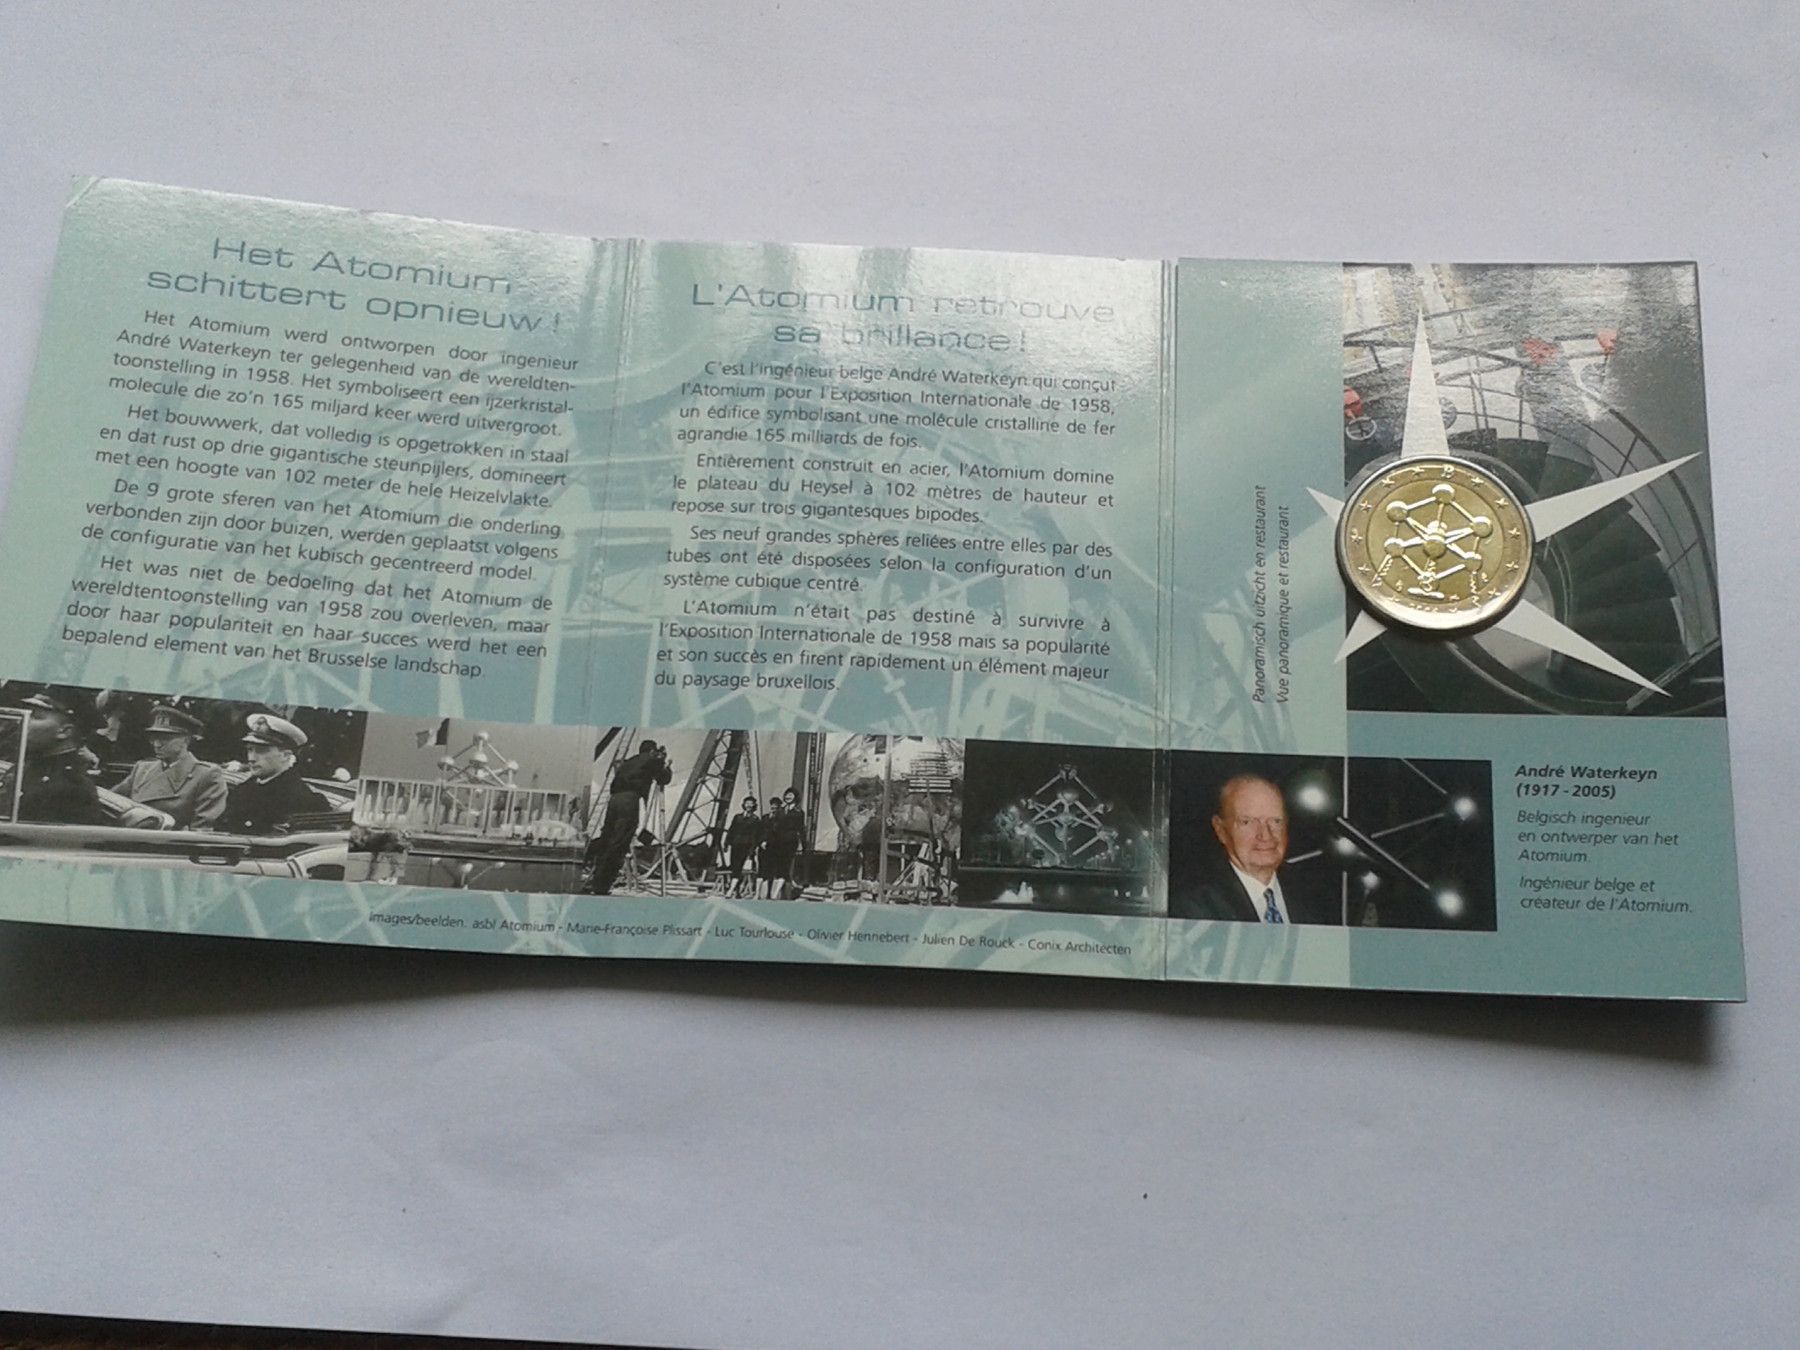 Het Atomium
schittert opnieuw !
Het Atomium werd ontworpen door ingenieur
André Waterkeyn ter gelegenheid van de wereldten-
toonstelling in 1958. Het symboliseert een ijzerkristal-
molecule die zo'n 165 miljard keer werd uitvergroot.
Het bouwwerk, dat volledig is opgetrokken in staal
en dat rust op drie gigantische steunpijlers, domineert
met een hoogte van 102 meter de hele Heizelvlakte.
De 9 grote sferen van het Atomium die onderling
verbonden zijn door buizen, werden geplaatst volgens
de configuratie van het kubisch gecentreerd model.
Het was niet de bedoeling dat het Atomium de
wereldtentoonstelling van 1958 zou overleven, maar
door haar populariteit en haar succes werd het een
bepalend element van het Brusselse landschap.
L'Atomium retrouve
sa brillance !
C'est l'ingénieur belge André Waterkeyn qui conçut
l'Atomium pour l'Exposition Internationale de 1958,
un édifice symbolisant une molécule cristalline de fer
agrandie 165 milliards de fois.
Entièrement construit en acier, l'Atomium domine
le plateau du Heysel à 102 mètres de hauteur et
repose sur trois gigantesques bipodes.
Ses neuf grandes sphères reliées entre elles par des
tubes ont été disposées selon la configuration d'un
système cubique centré.
L'Atomium n'était pas destiné à survivre à
l'Exposition Internationale de 1958 mais sa popularité
et son succès en firent rapidement un élément majeur
du paysage bruxellois.
images/beelden. asbl Atomium - Marie-Françoise Plissart - Luc Tourlouse - Olivier Hennebert - Julien De Rouck - Conix Architecten
Panoramisch uitzicht en restaurant
Vue panoramique et restaurant
B
André Waterkeyn
(1917 - 2005)
Belgisch ingenieur
en ontwerper van het
Atomium.
Ingénieur belge et
créateur de l'Atomium.